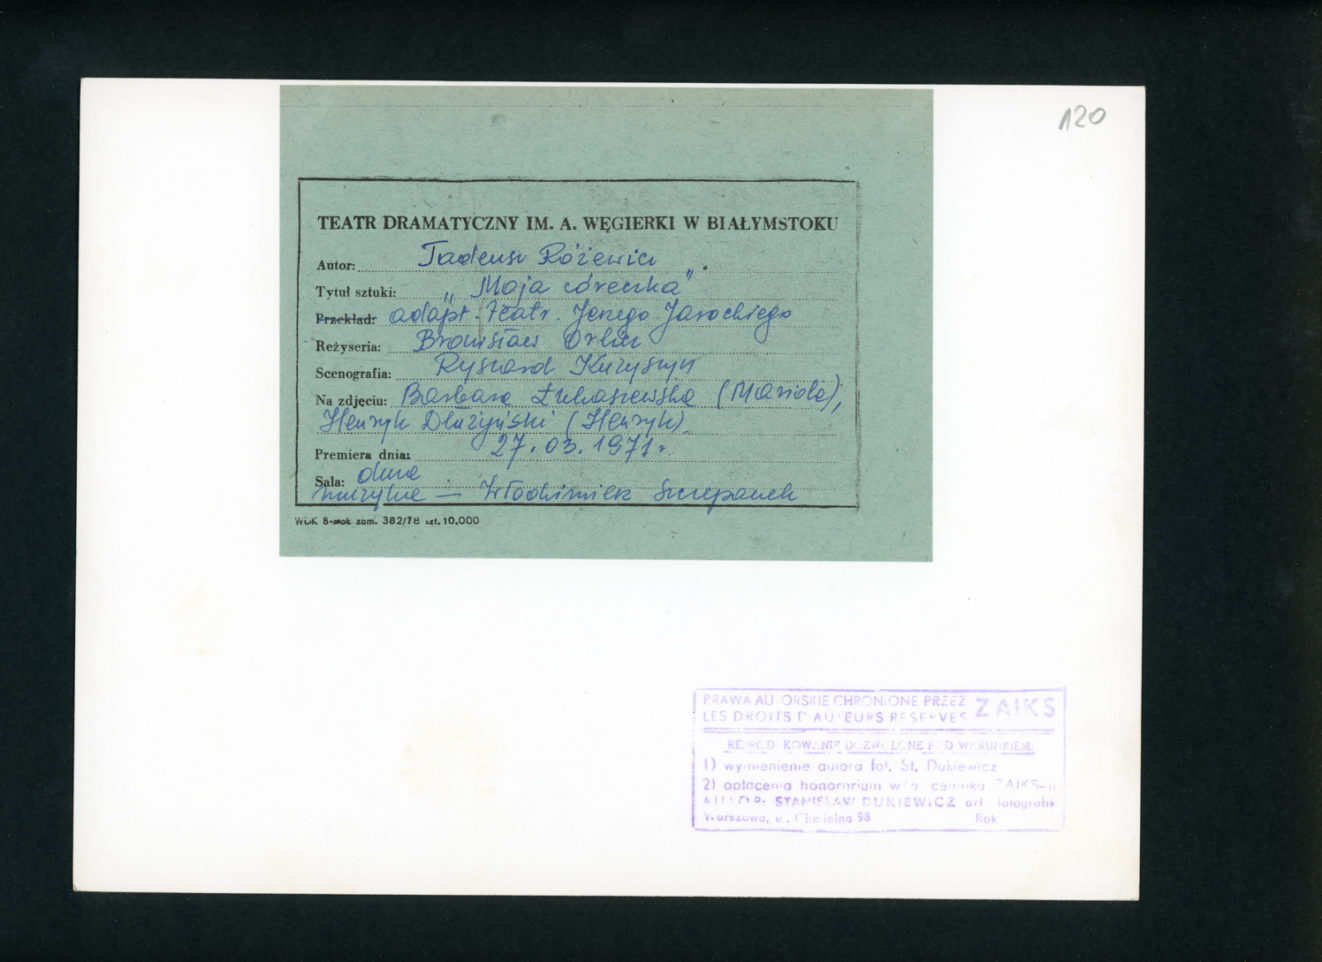 120
TEATR DRAMATYCZNY IM. A. WĘGIERKI W BIAŁYMSTOKU
Autor: Tadeusz Różewicz
Tytuł sztuki: „Moja córeczka"
Przekład: adapt. teatr. Jerzego Jarockiego
Reżyseria: Bronisław Orlicz
Scenografia: Ryszard Kuzyszyn
Na zdjęciu: Barbara Łukaszewska (Mariola),
Henryk Dłużyński (Henryk)
Premiera dnia: 27.03.1971r.
Sala: duża
muzyka — Włodzimierz Szczepanek
WDK B-stok zam. 382/78 szt. 10.000
PRAWA AUTORSKIE CHRONIONE PRZEZ ZAIKS
LES DROITS D'AUTEURS RESERVES
REPRODUKOWANIE DOZWOLONE POD WARUNKIEM:
1) wymienienie autora fot. St. Dukiewicz
2) opłacenia honorarium w/g. cennika ZAIKS-u
AUTOR: STANISŁAW DUKIEWICZ art. fotografik
Warszawa, ul. Chmielna 98 Rok